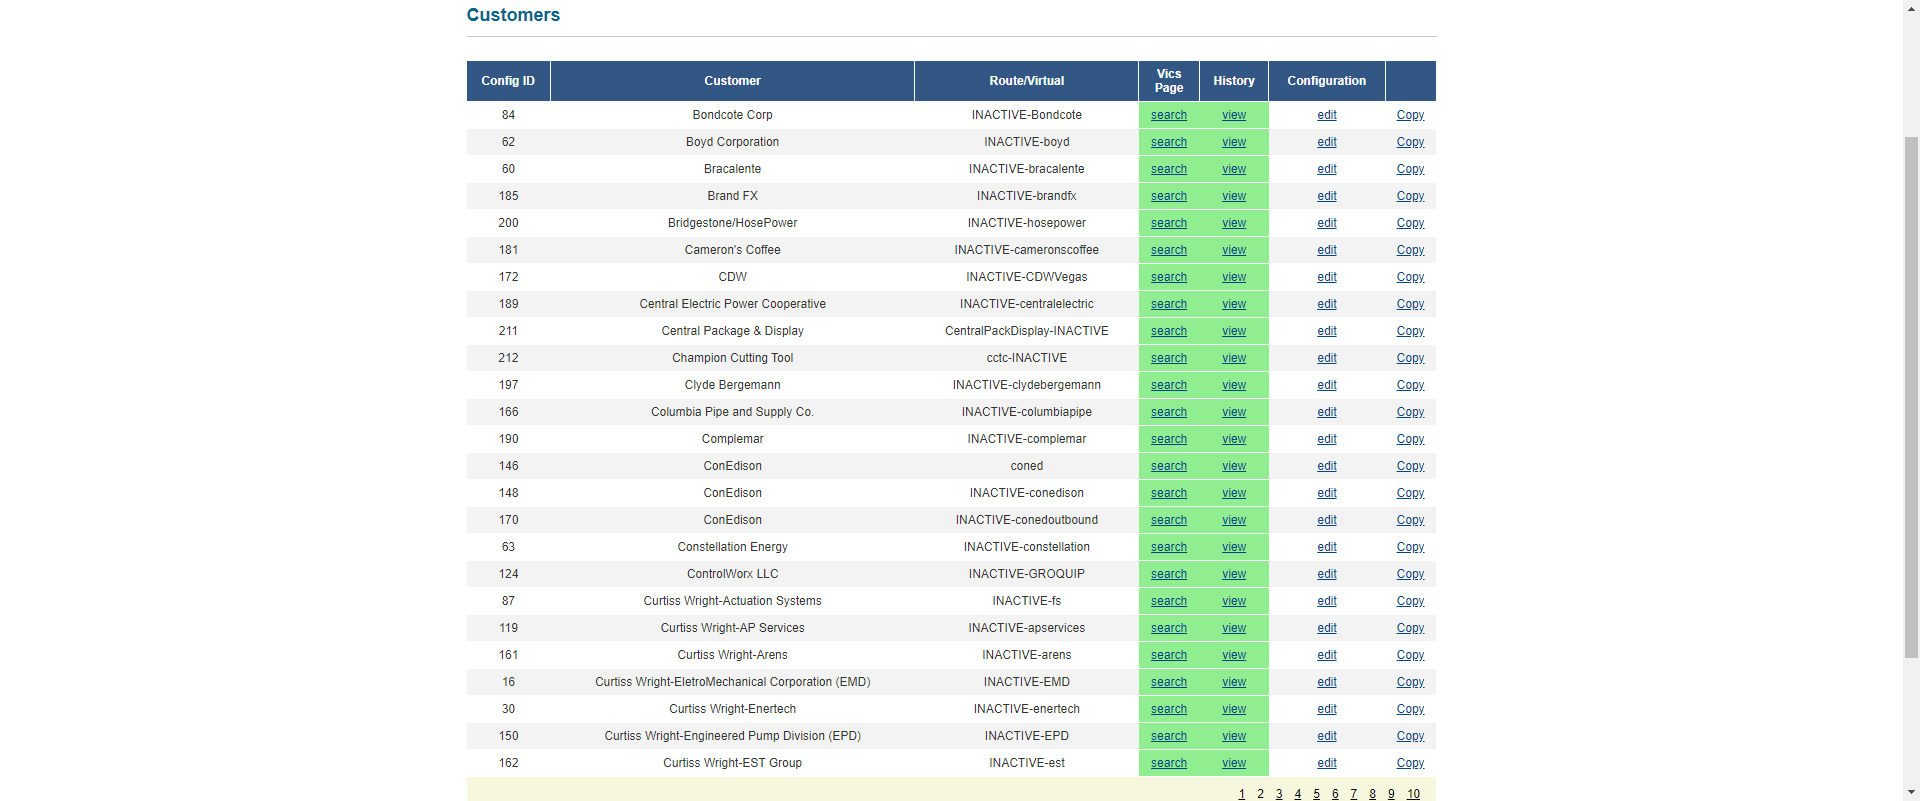 Customers
Config ID Customer Route/Virtual Vics Page History Configuration
84 Bondcote Corp INACTIVE-Bondcote search view edit Copy
62 Boyd Corporation INACTIVE-boyd search view edit Copy
60 Bracalente INACTIVE-bracalente search view edit Copy
185 Brand FX INACTIVE-brandfx search view edit Copy
200 Bridgestone/HosePower INACTIVE-hosepower search view edit Copy
181 Cameron's Coffee INACTIVE-cameronscoffee search view edit Copy
172 CDW INACTIVE-CDWVegas search view edit Copy
189 Central Electric Power Cooperative INACTIVE-centralelectric search view edit Copy
211 Central Package & Display CentralPackDisplay-INACTIVE search view edit Copy
212 Champion Cutting Tool cctc-INACTIVE search view edit Copy
197 Clyde Bergemann INACTIVE-clydebergemann search view edit Copy
166 Columbia Pipe and Supply Co. INACTIVE-columbiapipe search view edit Copy
190 Complemar INACTIVE-complemar search view edit Copy
146 ConEdison coned search view edit Copy
148 ConEdison INACTIVE-conedison search view edit Copy
170 ConEdison INACTIVE-conedoutbound search view edit Copy
63 Constellation Energy INACTIVE-constellation search view edit Copy
124 ControlWorx LLC INACTIVE-GROQUIP search view edit Copy
87 Curtiss Wright-Actuation Systems INACTIVE-fs search view edit Copy
119 Curtiss Wright-AP Services INACTIVE-apservices search view edit Copy
161 Curtiss Wright-Arens INACTIVE-arens search view edit Copy
16 Curtiss Wright-EletroMechanical Corporation (EMD) INACTIVE-EMD search view edit Copy
30 Curtiss Wright-Enertech INACTIVE-enertech search view edit Copy
150 Curtiss Wright-Engineered Pump Division (EPD) INACTIVE-EPD search view edit Copy
162 Curtiss Wright-EST Group INACTIVE-est search view edit Copy
1 2 3 4 5 6 7 8 9 10